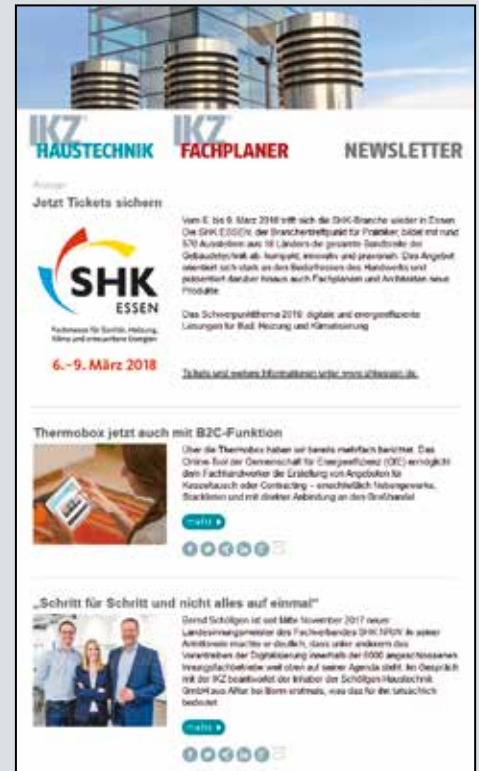 IKZ IKZ
HAUSTECHNIK FACHPLANER NEWSLETTER
Anzeige
Jetzt Tickets sichern
Vom 6. bis 9. März 2018 trifft sich die SHK-Branche wieder in Essen.
Die SHK ESSEN, der Branchentreffpunkt für Praktiker, bildet mit rund
570 Ausstellern aus 18 Ländern die gesamte Bandbreite der
Gebäudetechnik ab: kompakt, innovativ und praxisnah. Das Angebot
orientiert sich stark an den Bedürfnissen des Handwerks und
präsentiert darüber hinaus auch Fachplanern und Architekten neue
Produkte.
Das Schwerpunktthema 2018: digitale und energieeffiziente
Lösungen für Bad, Heizung und Klimatisierung
Tickets und weitere Informationen unter www.shkessen.de.
SHK
ESSEN
Fachmesse für Sanitär, Heizung,
Klima und erneuerbare Energien
6.–9. März 2018
Thermobox jetzt auch mit B2C-Funktion
Über die Thermobox haben wir bereits mehrfach berichtet. Das
Online-Tool der Gemeinschaft für Energieeffizienz (GfE) ermöglicht
dem Fachhandwerker die Erstellung von Angeboten für
Kesseltausch oder Contracting – einschließlich Nebengewerke,
Stücklisten und mit direkter Anbindung an den Großhandel
mehr
„Schritt für Schritt und nicht alles auf einmal“
Bernd Schöllgen ist seit Mitte November 2017 neuer
Landesinnungsmeister des Fachverbandes SHK NRW. In seiner
Antrittsrede machte er deutlich, dass unter anderem das
Vorantreiben der Digitalisierung innerhalb der 6000 angeschlossenen
Innungsfachbetriebe weit oben auf seiner Agenda steht. Im Gespräch
mit der IKZ beantwortet der Inhaber der Schöllgen Haustechnik
GmbH aus Alfter bei Bonn erstmals, was das für ihn tatsächlich
bedeutet
mehr